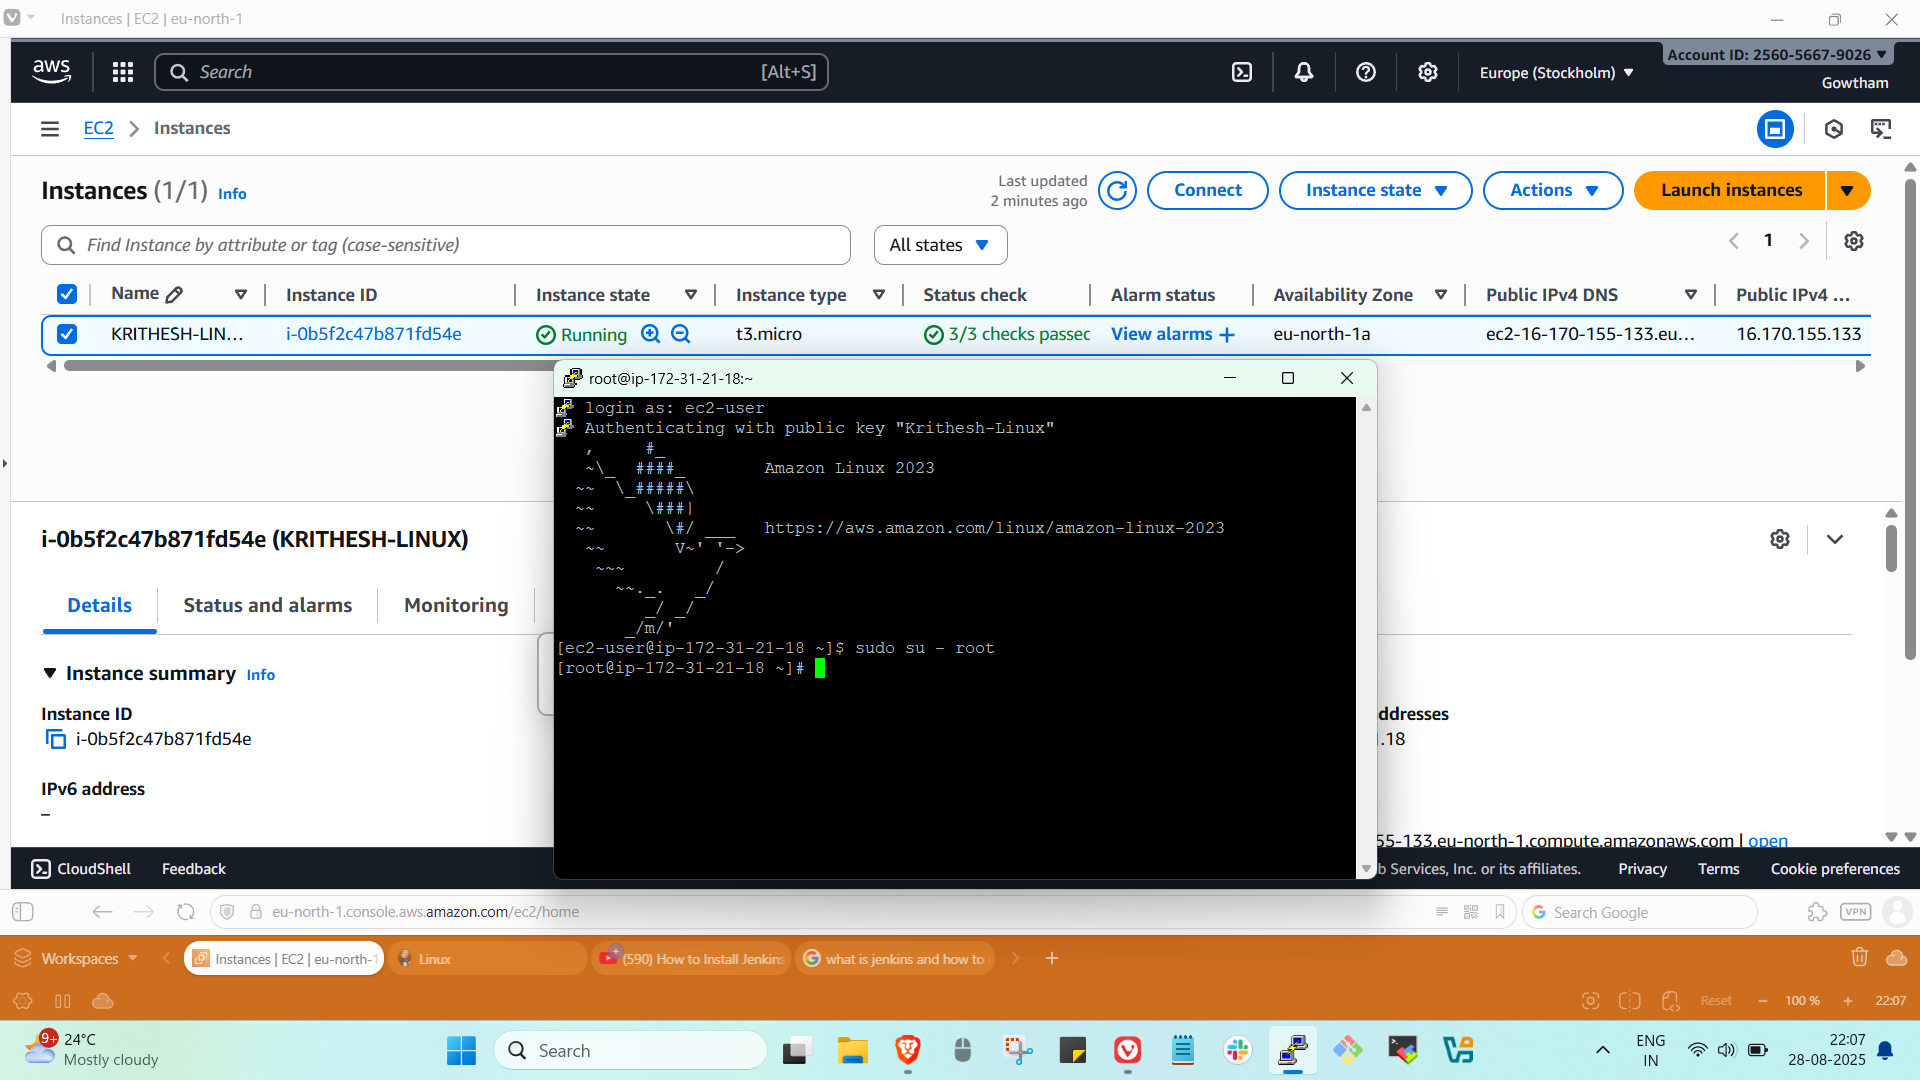 Instances | EC2 | eu-north-1
aws
Search
[Alt+S]
Europe (Stockholm)
Account ID: 2560-5667-9026
Gowtham
EC2
Instances
Instances (1/1) Info
Last updated
2 minutes ago
Connect
Instance state
Actions
Launch instances
Find Instance by attribute or tag (case-sensitive)
All states
1
Name
Instance ID
Instance state
Instance type
Status check
Alarm status
Availability Zone
Public IPv4 DNS
Public IPv4 ...
KRITHESH-LIN...
i-0b5f2c47b871fd54e
Running
t3.micro
3/3 checks passec
View alarms +
eu-north-1a
ec2-16-170-155-133.eu...
16.170.155.133
root@ip-172-31-21-18:~
login as: ec2-user
Authenticating with public key "Krithesh-Linux"
   ,     #_
   ~\_  ####_        Amazon Linux 2023
  ~~  \_#####\
  ~~     \###|
  ~~       \#/ ___   https://aws.amazon.com/linux/amazon-linux-2023
   ~~       V~' '->
    ~~~         /
      ~~._.   _/
         _/ _/
       _/m/'
[ec2-user@ip-172-31-21-18 ~]$ sudo su - root
[root@ip-172-31-21-18 ~]#
i-0b5f2c47b871fd54e (KRITHESH-LINUX)
Details
Status and alarms
Monitoring
Instance summary Info
Instance ID
i-0b5f2c47b871fd54e
ddresses
.18
IPv6 address
–
55-133.eu-north-1.compute.amazonaws.com | open
CloudShell
Feedback
b Services, Inc. or its affiliates.
Privacy
Terms
Cookie preferences
eu-north-1.console.aws.amazon.com/ec2/home
Search Google
VPN
Workspaces
Instances | EC2 | eu-north-1
Linux
(590) How to Install Jenkins
what is jenkins and how to
Reset
100 %
22:07
9+
24°C
Mostly cloudy
Search
ENG
IN
22:07
28-08-2025